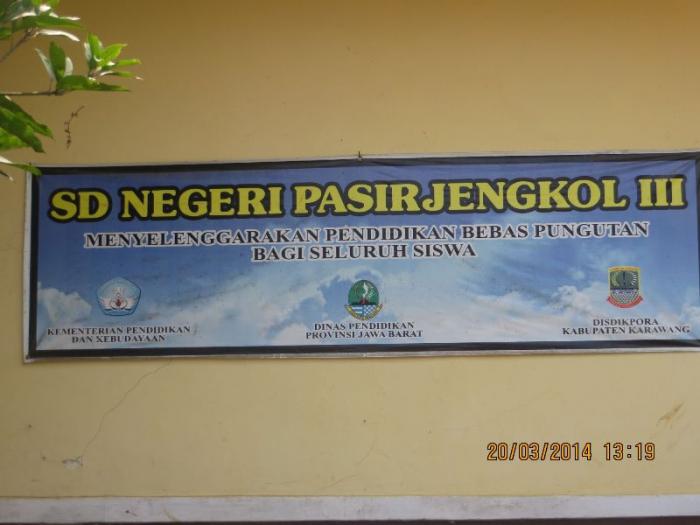 SD NEGERI PASIRJENGKOL III
MENYELENGGARAKAN PENDIDIKAN BEBAS PUNGUTAN
BAGI SELURUH SISWA
KEMENTERIAN PENDIDIKAN
DAN KEBUDAYAAN
DINAS PENDIDIKAN
PROVINSI JAWA BARAT
DISDIKPORA
KABUPATEN KARAWANG
20/03/2014 13:19